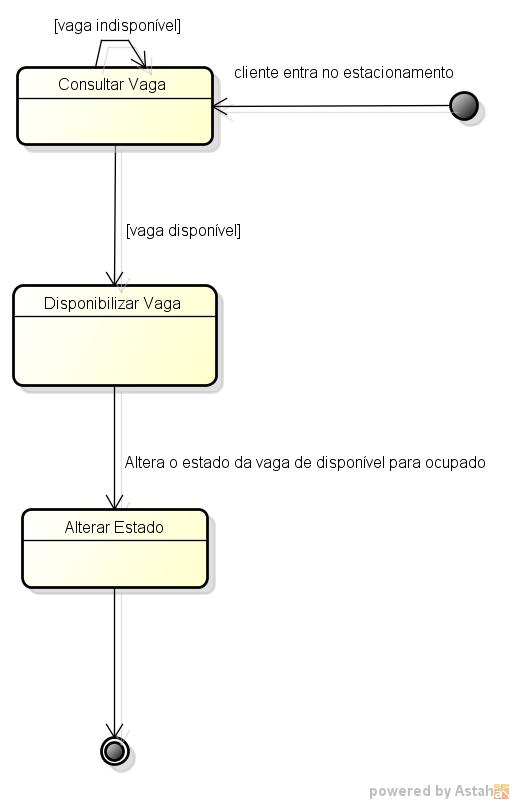 [vaga indisponível]
cliente entra no estacionamento
Consultar Vaga
[vaga disponível]
Disponibilizar Vaga
Altera o estado da vaga de disponível para ocupado
Alterar Estado
powered by Astah